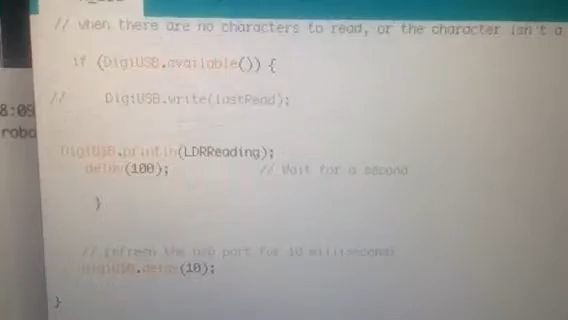 // when there are no characters to read, or the character isn't a
if (DigiUSB.available()) {
// DigiUSB.write(lastRead);
8:09
robo
DigiUSB.println(LDRReading);
delay(100); // Wait for a second
}
// refresh the usb port for 10 milliseconds
DigiUSB.delay(10);
}